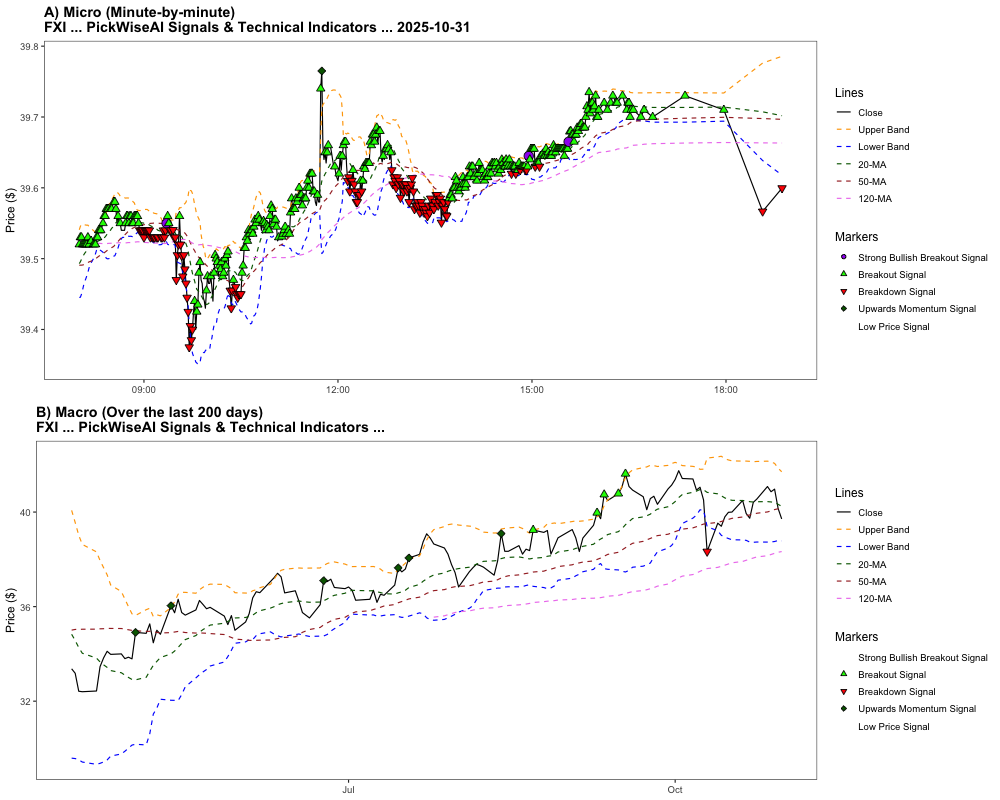 A) Micro (Minute-by-minute)
FXI ... PickWiseAI Signals & Technical Indicators ... 2025-10-31
39.8
39.7
39.6
39.5
39.4
Price ($)
09:00
12:00
15:00
18:00
Lines
Close
Upper Band
Lower Band
20-MA
50-MA
120-MA
Markers
Strong Bullish Breakout Signal
Breakout Signal
Breakdown Signal
Upwards Momentum Signal
Low Price Signal
B) Macro (Over the last 200 days)
FXI ... PickWiseAI Signals & Technical Indicators ...
40
36
32
Price ($)
Jul
Oct
Lines
Close
Upper Band
Lower Band
20-MA
50-MA
120-MA
Markers
Strong Bullish Breakout Signal
Breakout Signal
Breakdown Signal
Upwards Momentum Signal
Low Price Signal